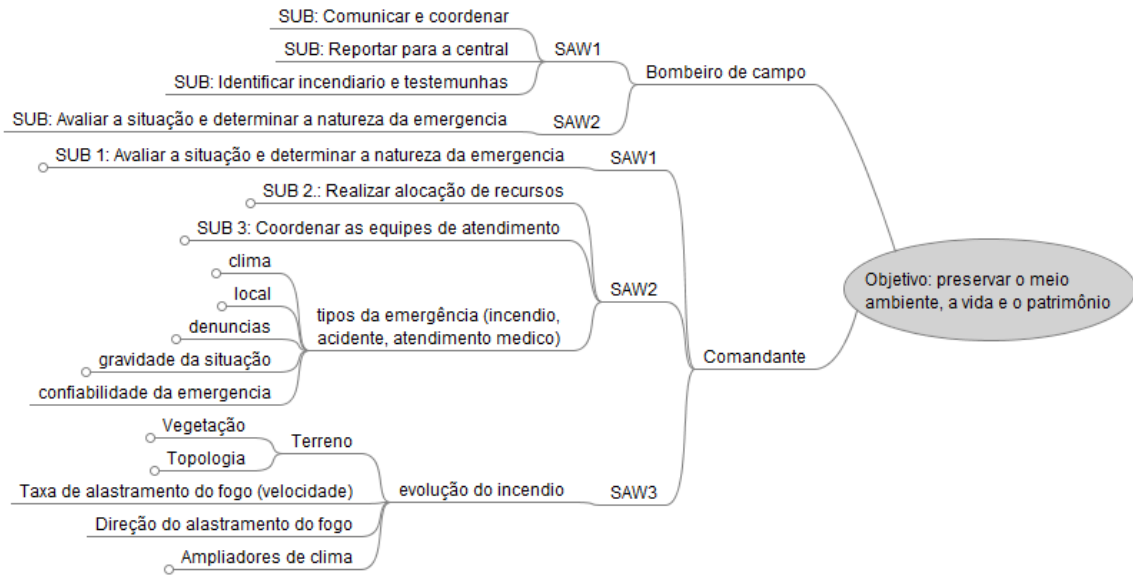 SUB: Comunicar e coordenar
SUB: Reportar para a central
SAW1
SUB: Identificar incendiario e testemunhas
Bombeiro de campo
SUB: Avaliar a situação e determinar a natureza da emergencia
SAW2
SUB 1: Avaliar a situação e determinar a natureza da emergencia
SAW1
SUB 2.: Realizar alocação de recursos
SUB 3: Coordenar as equipes de atendimento
clima
local
denuncias
gravidade da situação
confiabilidade da emergencia
tipos da emergência (incendio,
acidente, atendimento medico)
SAW2
Comandante
Objetivo: preservar o meio
ambiente, a vida e o patrimônio
Vegetação
Topologia
Terreno
Taxa de alastramento do fogo (velocidade)
Direção do alastramento do fogo
Ampliadores de clima
evolução do incendio
SAW3